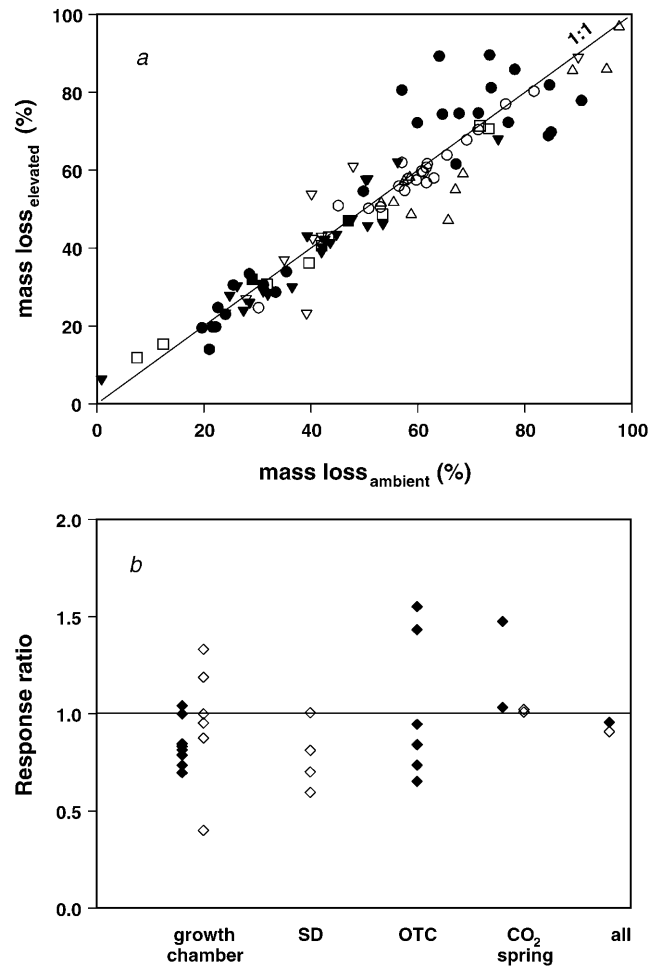 100
80
60
40
20
0
mass loss elevated (%)
a
1:1
0 20 40 60 80 100
mass loss ambient (%)
2.0
1.5
1.0
0.5
0.0
Response ratio
b
growth chamber
SD
OTC
CO2 spring
all